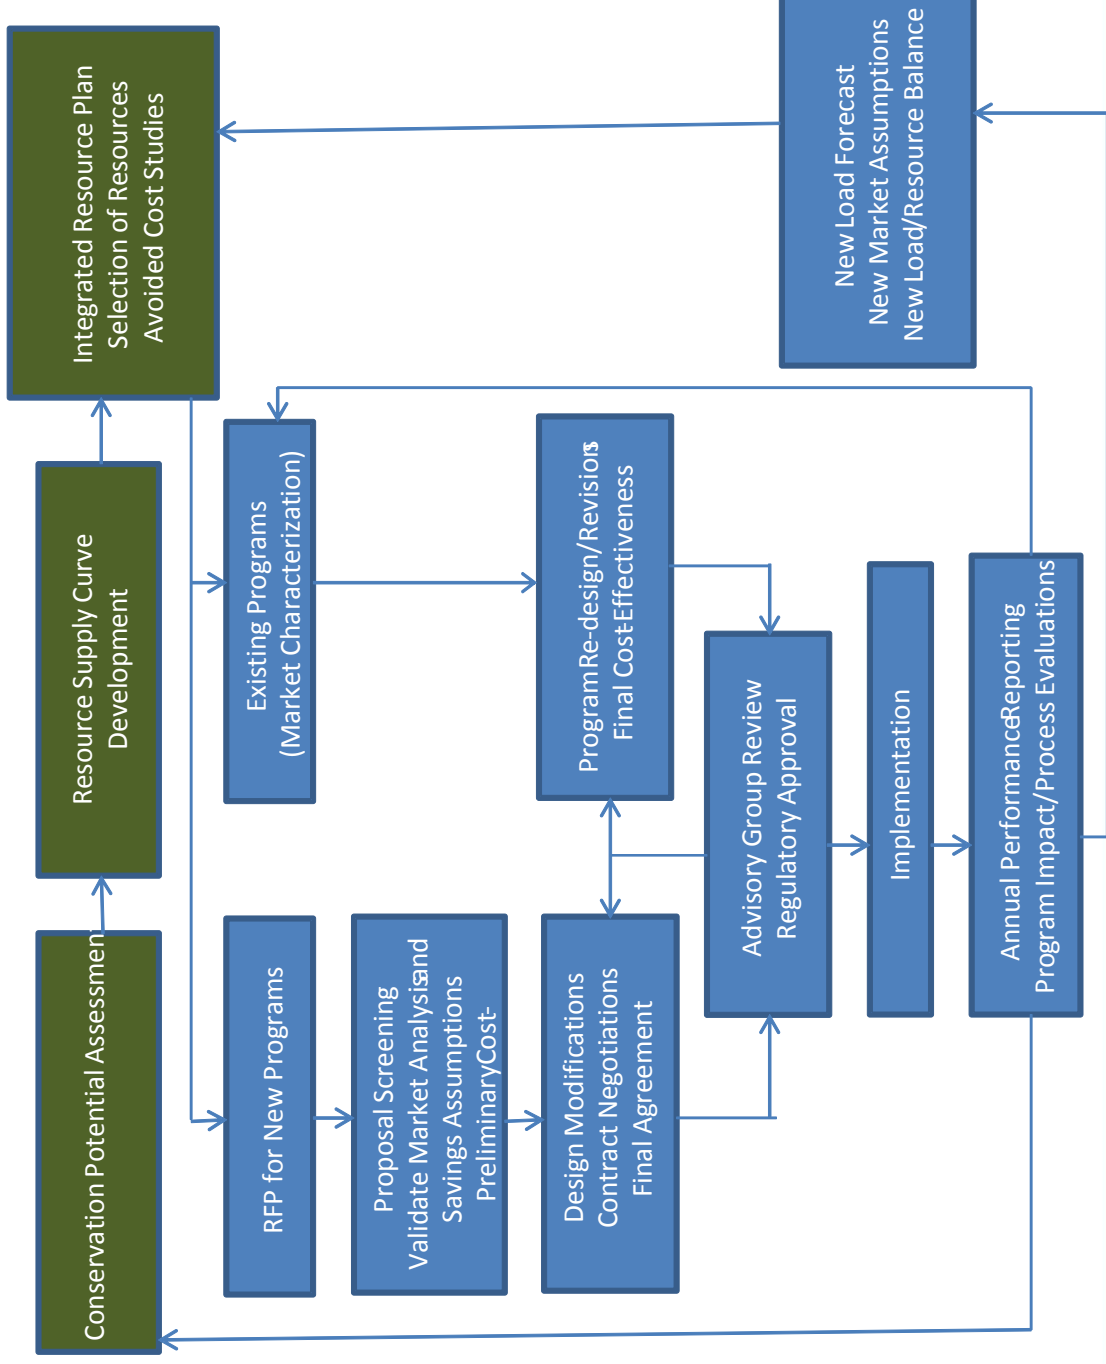 Conservation Potential Assessmen
Resource Supply Curve
Development
Integrated Resource Plan
Selection of Resources
Avoided Cost Studies
RFP for New Programs
Existing Programs
(Market Characterization)
Proposal Screening
Validate Market Analysis and
Savings Assumptions
Preliminary Cost-
Design Modifications
Contract Negotiations
Final Agreement
Program Re-design/Revisions
Final Cost-Effectiveness
Advisory Group Review
Regulatory Approval
Implementation
Annual Performance Reporting
Program Impact/Process Evaluations
New Load Forecast
New Market Assumptions
New Load/Resource Balance